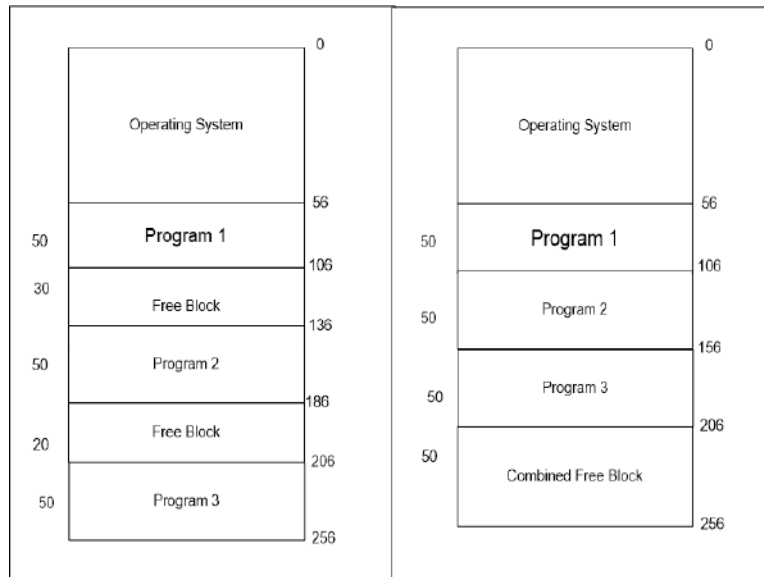 0
Operating System
56
50
Program 1
106
30
Free Block
136
50
Program 2
186
Free Block
20
206
50
Program 3
256
0
Operating System
56
50
Program 1
106
50
Program 2
156
50
Program 3
206
50
Combined Free Block
256